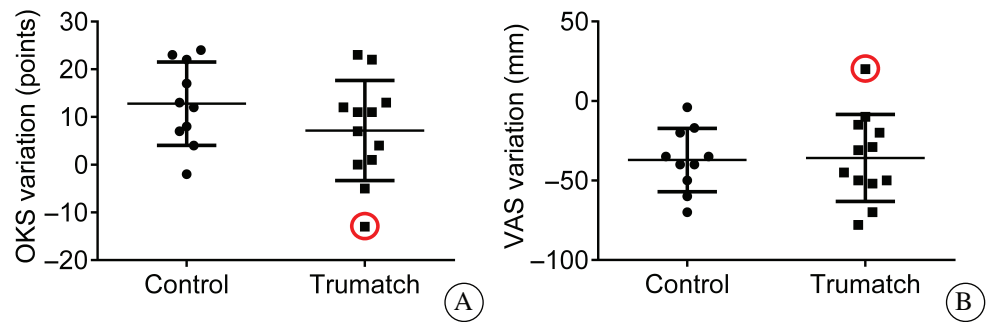 OKS variation (points)
30
20
10
0
–10
–20
Control
Trumatch
A
VAS variation (mm)
50
0
–50
–100
Control
Trumatch
B